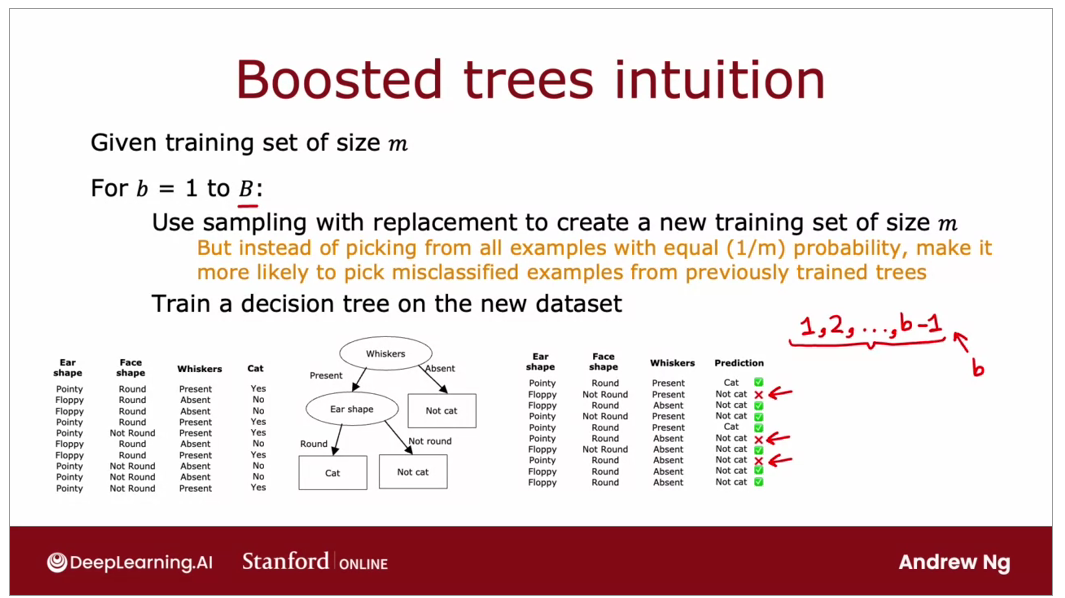 Boosted trees intuition
Given training set of size m
For b = 1 to B:
Use sampling with replacement to create a new training set of size m
But instead of picking from all examples with equal (1/m) probability, make it
more likely to pick misclassified examples from previously trained trees
Train a decision tree on the new dataset
1, 2, ..., b-1
b
Ear shape Face shape Whiskers Cat
Pointy Round Present Yes
Floppy Round Absent No
Floppy Round Absent No
Pointy Round Present Yes
Pointy Not Round Present Yes
Floppy Round Absent No
Floppy Round Present Yes
Pointy Not Round Absent No
Pointy Not Round Absent No
Pointy Not Round Present Yes
Whiskers
Present
Absent
Ear shape
Not cat
Round
Not round
Cat
Not cat
Ear shape Face shape Whiskers Prediction
Pointy Round Present Cat ✅
Floppy Not Round Present Not cat ✗
Floppy Round Absent Not cat ✅
Pointy Not Round Present Not cat ✅
Pointy Round Present Cat ✅
Pointy Round Absent Not cat ✗
Floppy Not Round Absent Not cat ✅
Pointy Round Absent Not cat ✗
Floppy Round Absent Not cat ✅
Floppy Round Absent Not cat ✅
DeepLearning.AI
Stanford ONLINE
Andrew Ng